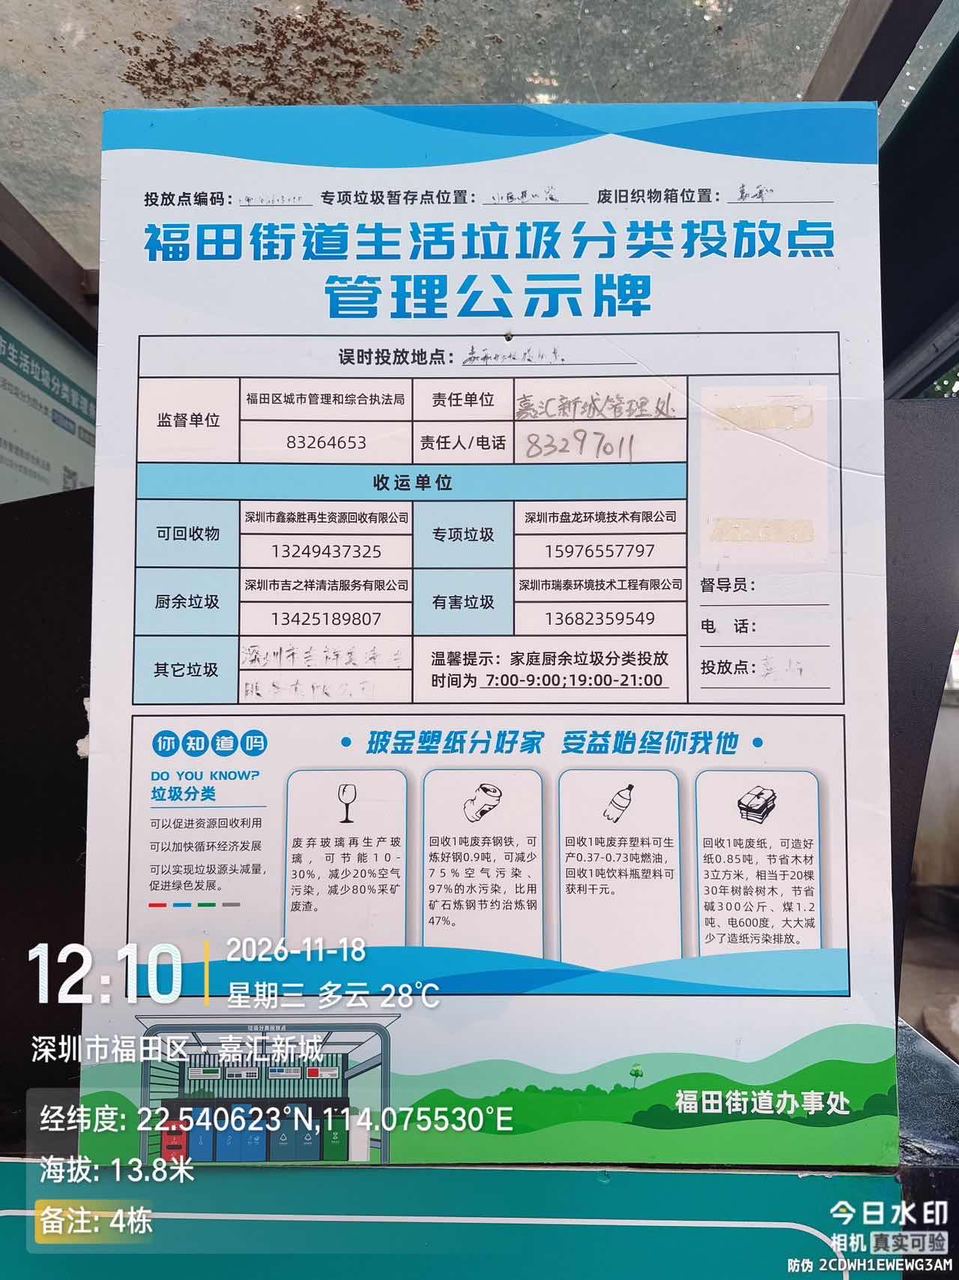 投放点编码： 专项垃圾暂存点位置： 废旧织物箱位置：
福田街道生活垃圾分类投放点
管理公示牌
误时投放地点：
监督单位
福田区城市管理和综合执法局
83264653
责任单位
嘉汇新城管理处
责任人/电话
83297011
收运单位
可回收物
深圳市鑫淼胜再生资源回收有限公司
13249437325
专项垃圾
深圳市盘龙环境技术有限公司
15976557797
厨余垃圾
深圳市吉之祥清洁服务有限公司
13425189807
有害垃圾
深圳市瑞泰环境技术工程有限公司
13682359549
其它垃圾
深圳市吉祥
温馨提示：家庭厨余垃圾分类投放
时间为 7:00-9:00;19:00-21:00
督导员：
电 话：
投放点：
你知道吗
DO YOU KNOW?
垃圾分类
可以促进资源回收利用
可以加快循环经济发展
可以实现垃圾源头减量，
促进绿色发展。
• 玻金塑纸分好家 受益始终你我他 •
废弃玻璃再生产玻
璃，可节能10-
30%，减少20%空气
污染，减少80%采矿
废渣。
回收1吨废弃钢铁，可
炼好钢0.9吨，可减少
75%空气污染、
97%的水污染，比用
矿石炼钢节约冶炼钢
47%。
回收1吨废弃塑料可生
产0.37-0.73吨燃油，
回收1吨饮料瓶塑料可
获利千元。
回收1吨废纸，可造好
纸0.85吨，节省木材
3立方米，相当于20棵
30年树龄树木，节省
碱300公斤、煤1.2
吨、电600度，大大减
少了造纸污染排放。
垃圾分类投放点
福田街道办事处
12:10
2026-11-18
星期三 多云 28℃
深圳市福田区·嘉汇新城
经纬度: 22.540623°N,114.075530°E
海拔: 13.8米
备注: 4栋
今日水印
相机 真实可验
防伪 2CDWH1EWEWG3AM